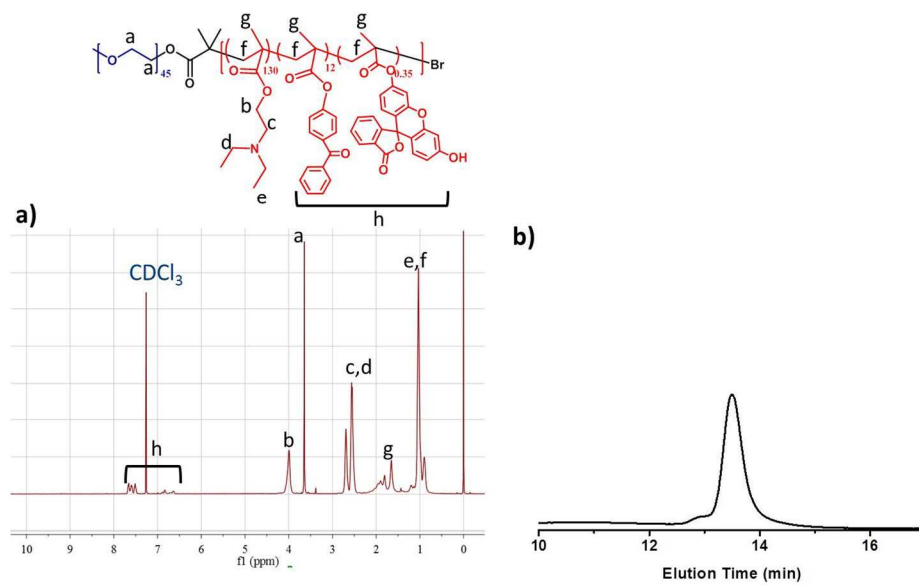 g g g
a O f f f
O a 45 O 130 12 0.35 Br
O O O O O O O
b O O O
c
d N O O OH
O O
e
h
a)
b)
a
CDCl3
e,f
c,d
h
b
g
10 9 8 7 6 5 4 3 2 1 0
f1 (ppm)
10 12 14 16
Elution Time (min)